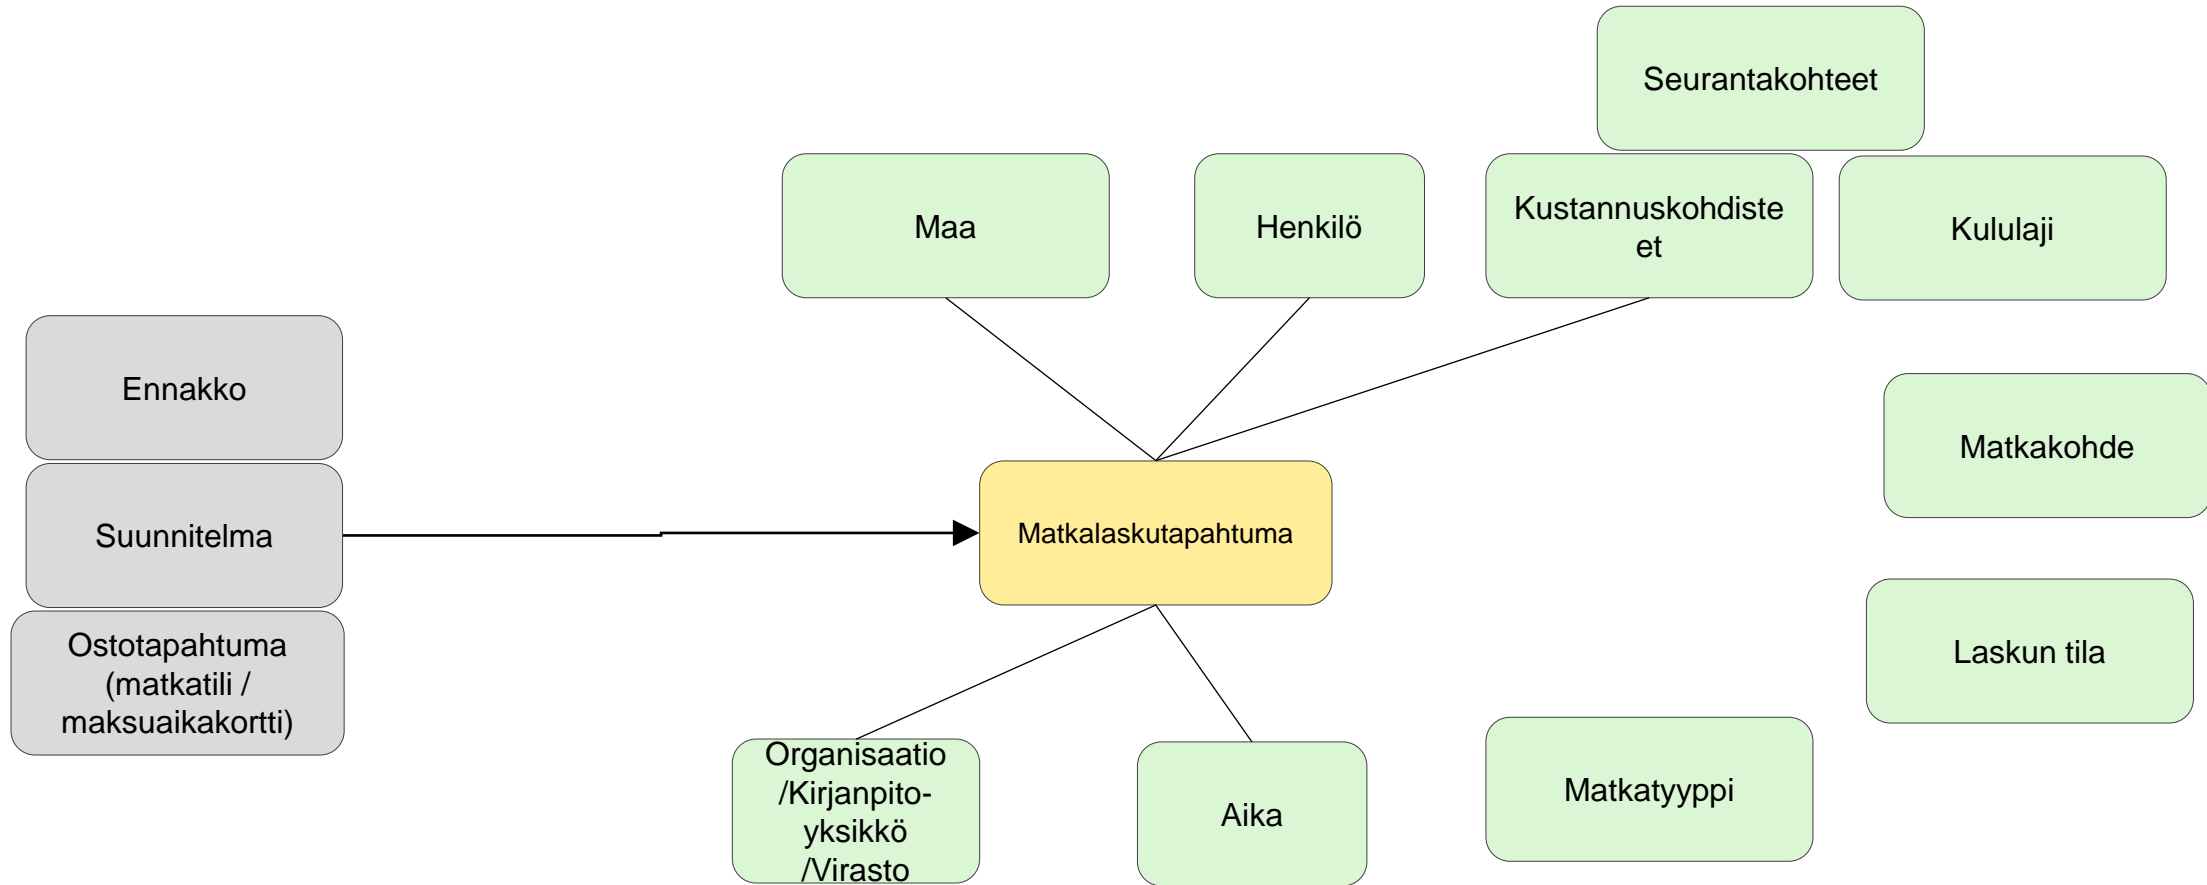 Seurantakohteet
Maa
Henkilö
Kustannuskohdiste
et
Kululaji
Ennakko
Matkakohde
Suunnitelma
Matkalaskutapahtuma
Ostotapahtuma
(matkatili /
maksuaikakortti)
Laskun tila
Organisaatio
/Kirjanpito-
yksikkö
/Virasto
Aika
Matkatyyppi